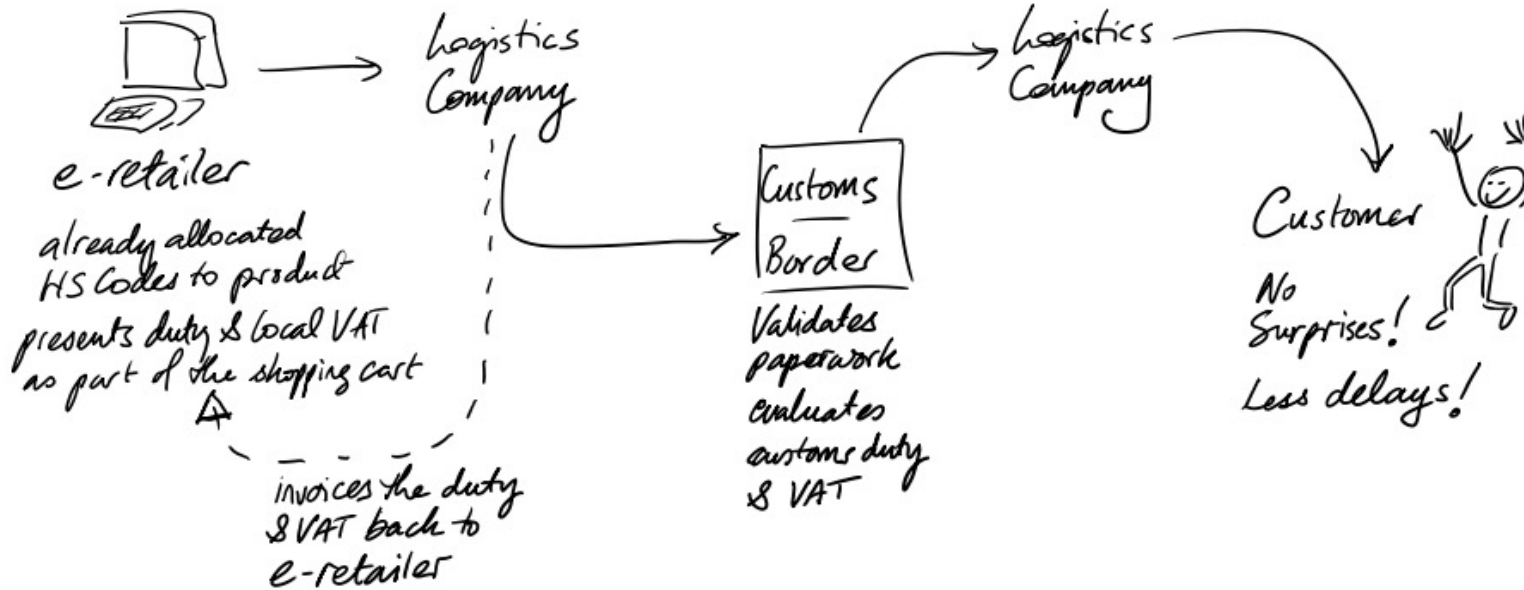 e-retailer
already allocated
HS Codes to product
presents duty & local VAT
as part of the shopping cart
Logistics
Company
invoices the duty
& VAT back to
e-retailer
Customs
Border
Validates
paperwork
evaluates
customs duty
& VAT
Logistics
Company
Customer
No
Surprises!
Less delays!